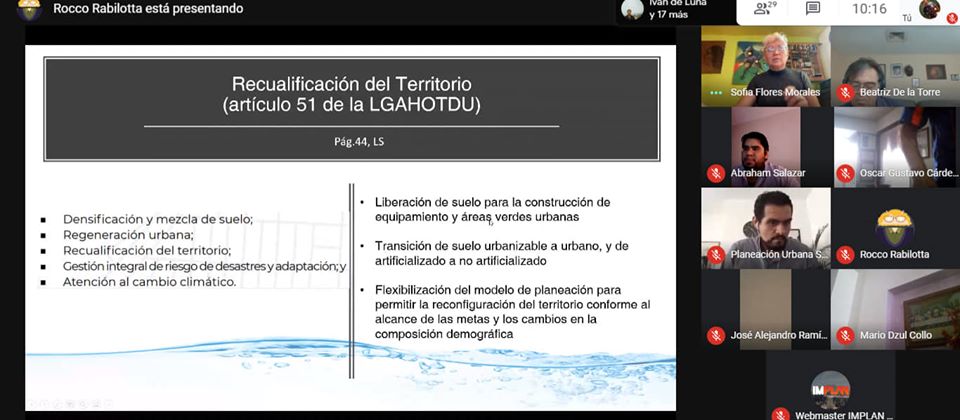 Rocco Rabilotta está presentando
Iván de Luna
y 17 más
29
10:16
Tú
Recualificación del Territorio
(artículo 51 de la LGAHOTDU)
Pág.44, LS
Densificación y mezcla de suelo;
Regeneración urbana;
Recualificación del territorio;
Gestión integral de riesgo de desastres y adaptación; y
Atención al cambio climático.
Liberación de suelo para la construcción de
equipamiento y áreas verdes urbanas
Transición de suelo urbanizable a urbano, y de
artificializado a no artificializado
Flexibilización del modelo de planeación para
permitir la reconfiguración del territorio conforme al
alcance de las metas y los cambios en la
composición demográfica
Sofia Flores Morales
Beatriz De la Torre
Abraham Salazar
Oscar Gustavo Cárde...
Planeación Urbana S...
Rocco Rabilotta
José Alejandro Ramí...
Mario Dzul Collo
IMPLAN
Webmaster IMPLAN ...